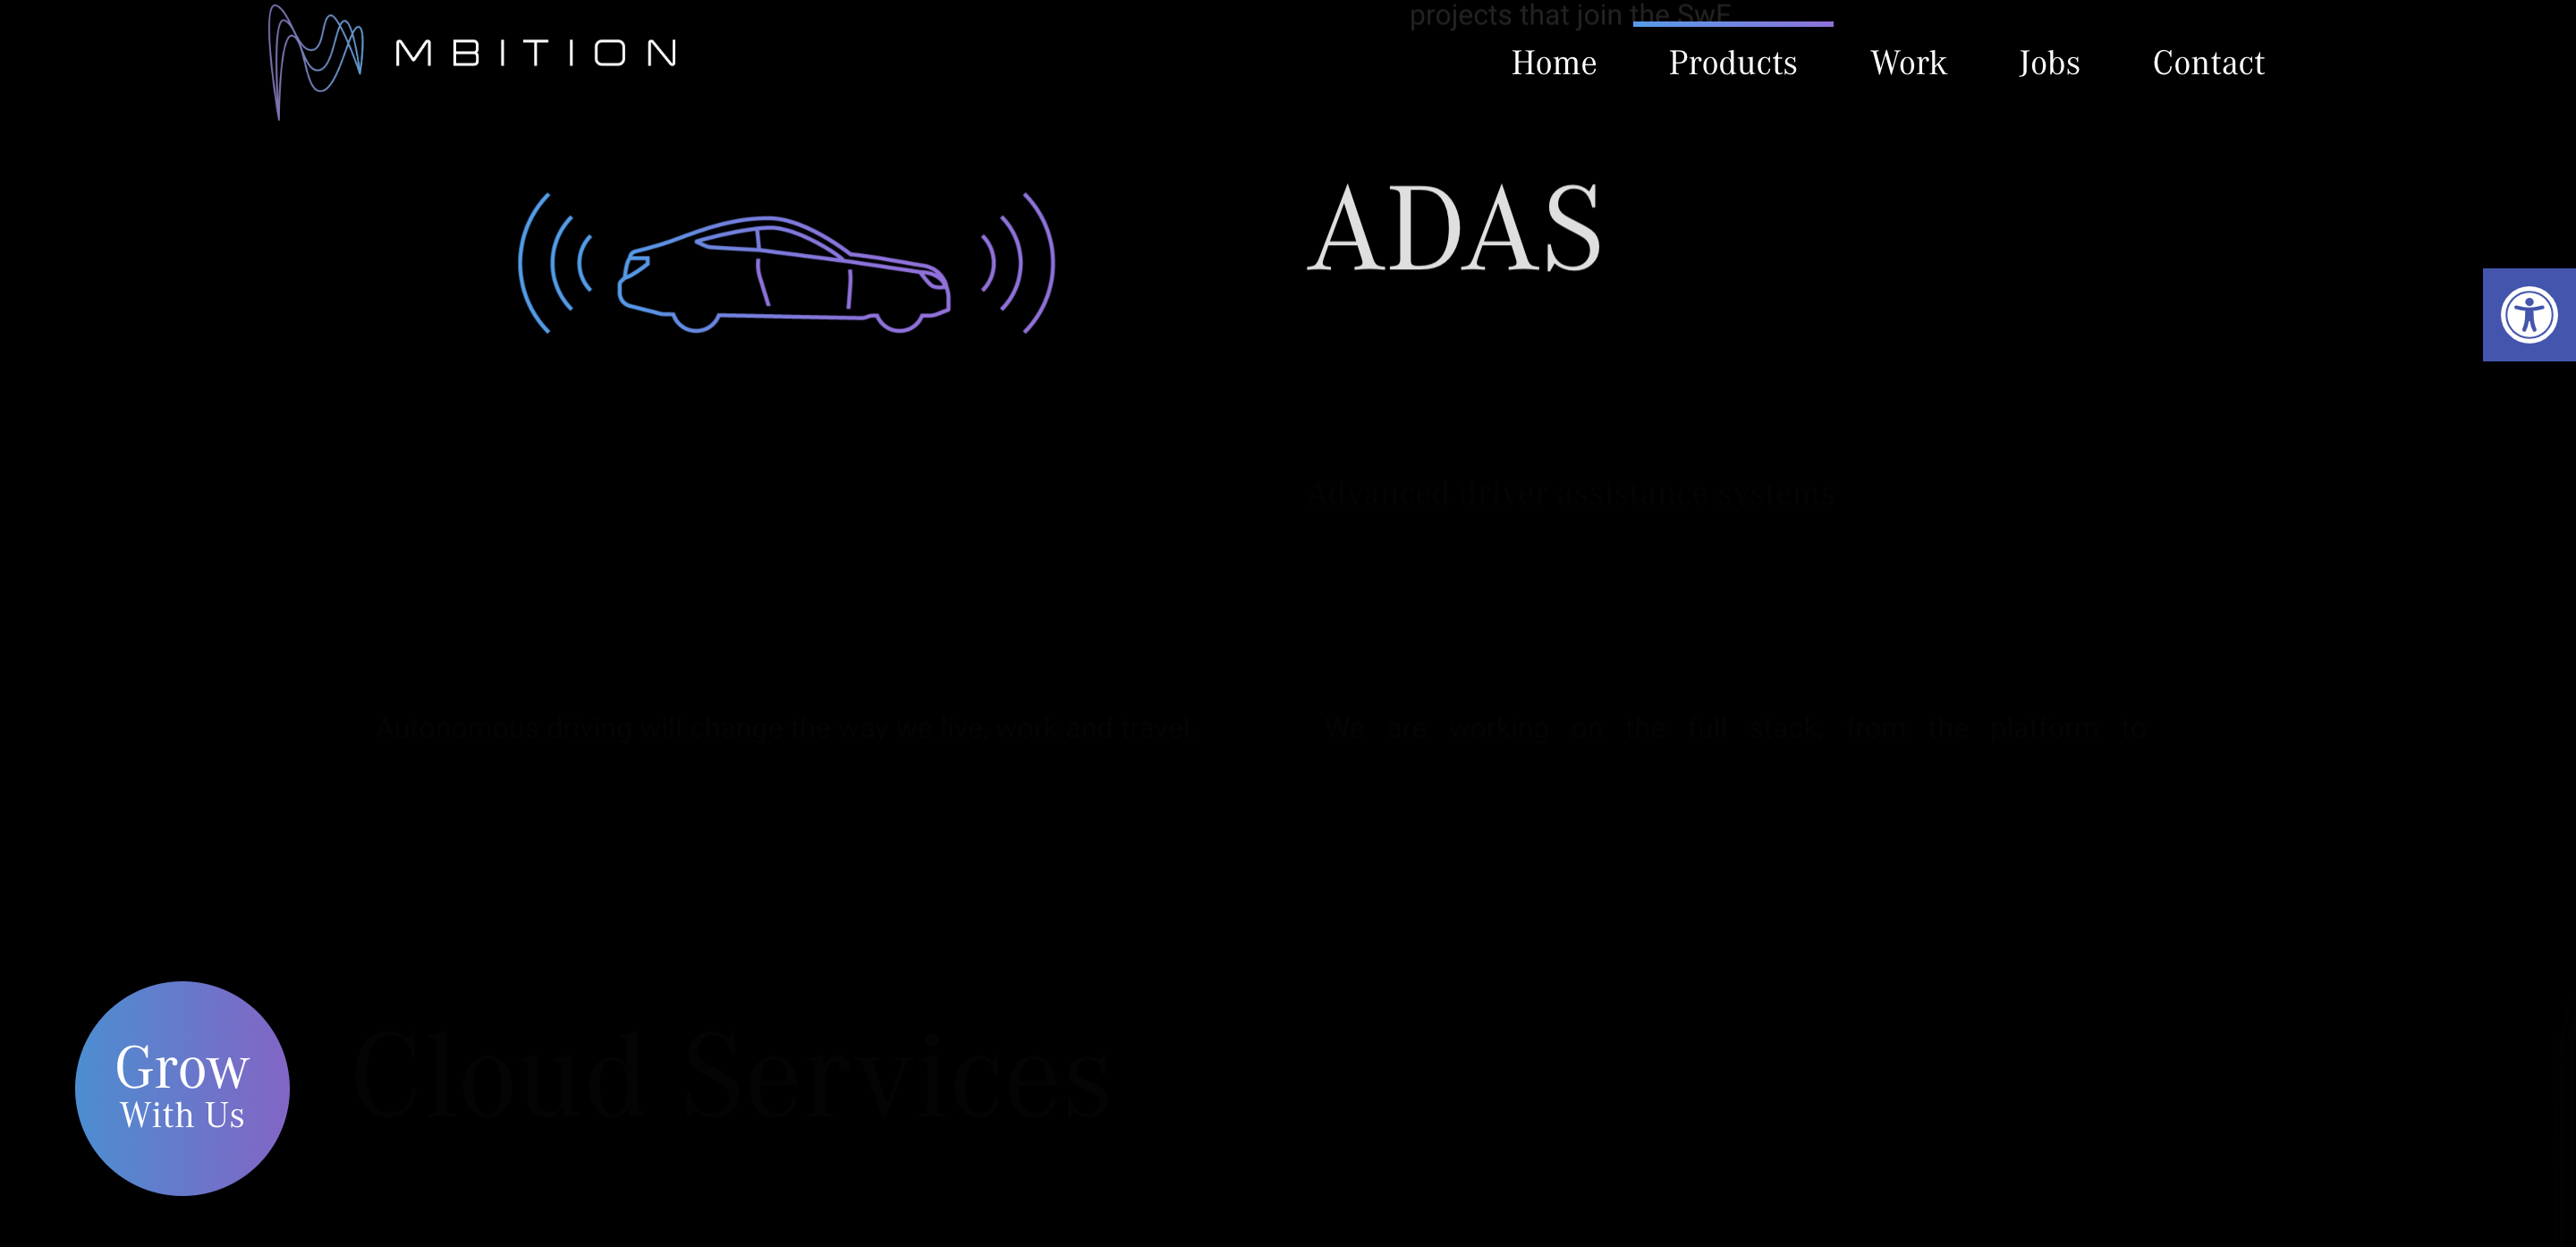 projects that join the SwF
MBITION
Home Products Work Jobs Contact
ADAS
Advanced driver assistance systems
Autonomous driving will change the way we live, work and travel
We are working on the full stack, from the platform to
Cloud Services
Grow
With Us